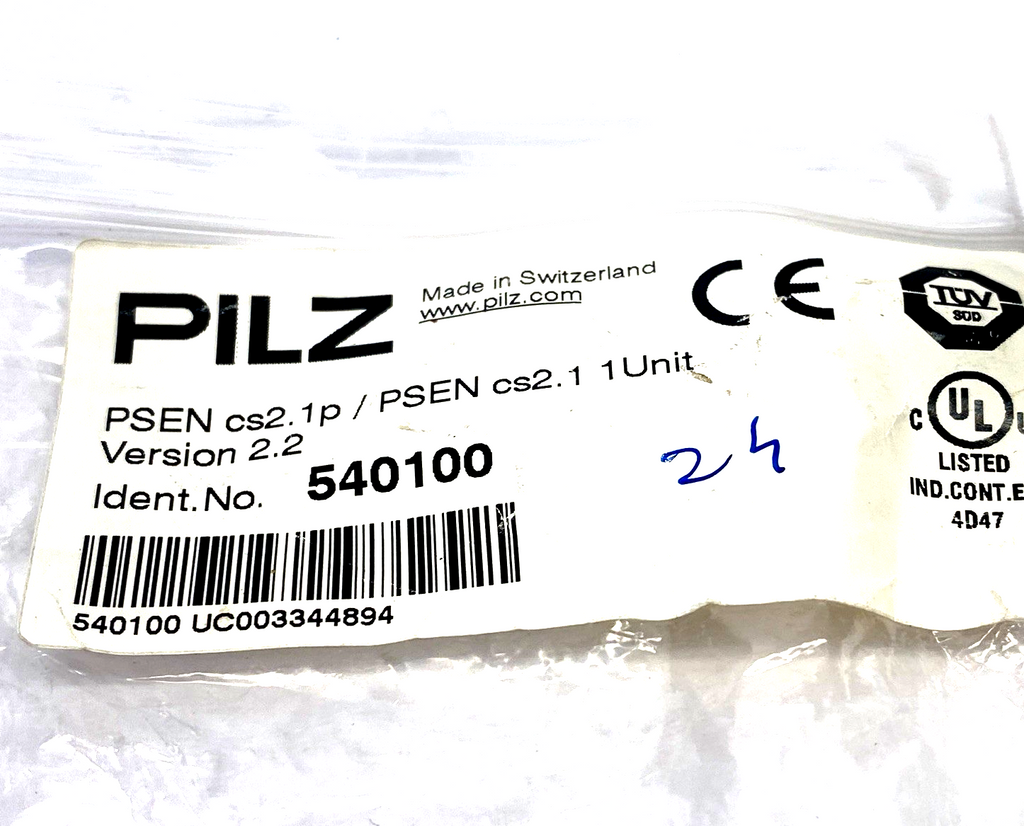 PILZ
Made in Switzerland
www.pilz.com
CE
TÜV
SÜD
PSEN cs2.1p / PSEN cs2.1 1Unit
Version 2.2
Ident.No. 540100
24
C UL
LISTED
IND.CONT.E
4D47
540100 UC003344894